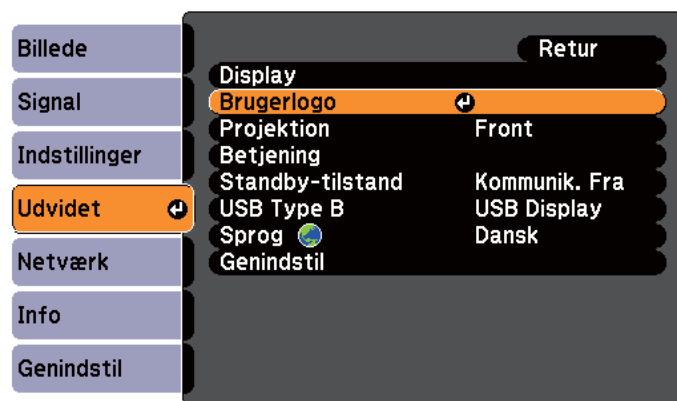 Billede
Signal
Indstillinger
Udvidet
Netværk
Info
Genindstil
Retur
Display
Brugerlogo
Projektion Front
Betjening
Standby-tilstand Kommunik. Fra
USB Type B USB Display
Sprog Dansk
Genindstil